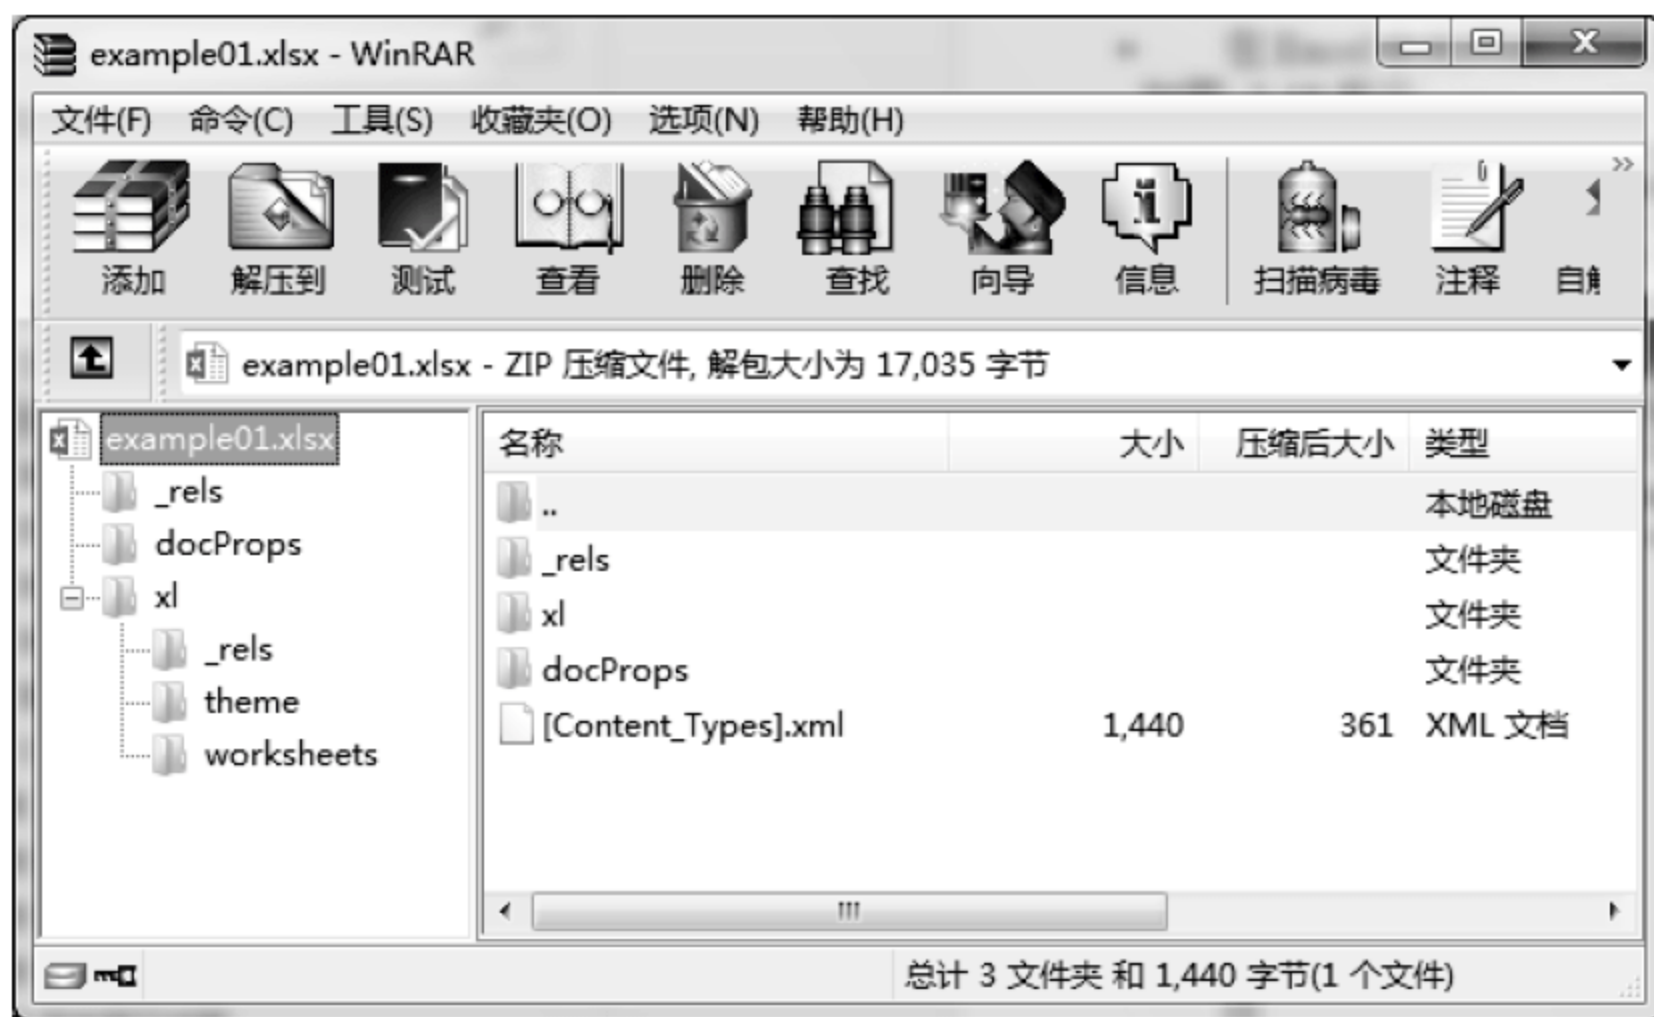 example01.xlsx - WinRAR
文件(F) 命令(C) 工具(S) 收藏夹(O) 选项(N) 帮助(H)
添加 解压到 测试 查看 删除 查找 向导 信息 扫描病毒 注释
example01.xlsx - ZIP 压缩文件, 解包大小为 17,035 字节
example01.xlsx
_rels
docProps
xl
_rels
theme
worksheets
名称 大小 压缩后大小 类型
.. 本地磁盘
_rels 文件夹
xl 文件夹
docProps 文件夹
[Content_Types].xml 1,440 361 XML 文档
总计 3 文件夹 和 1,440 字节(1 个文件)